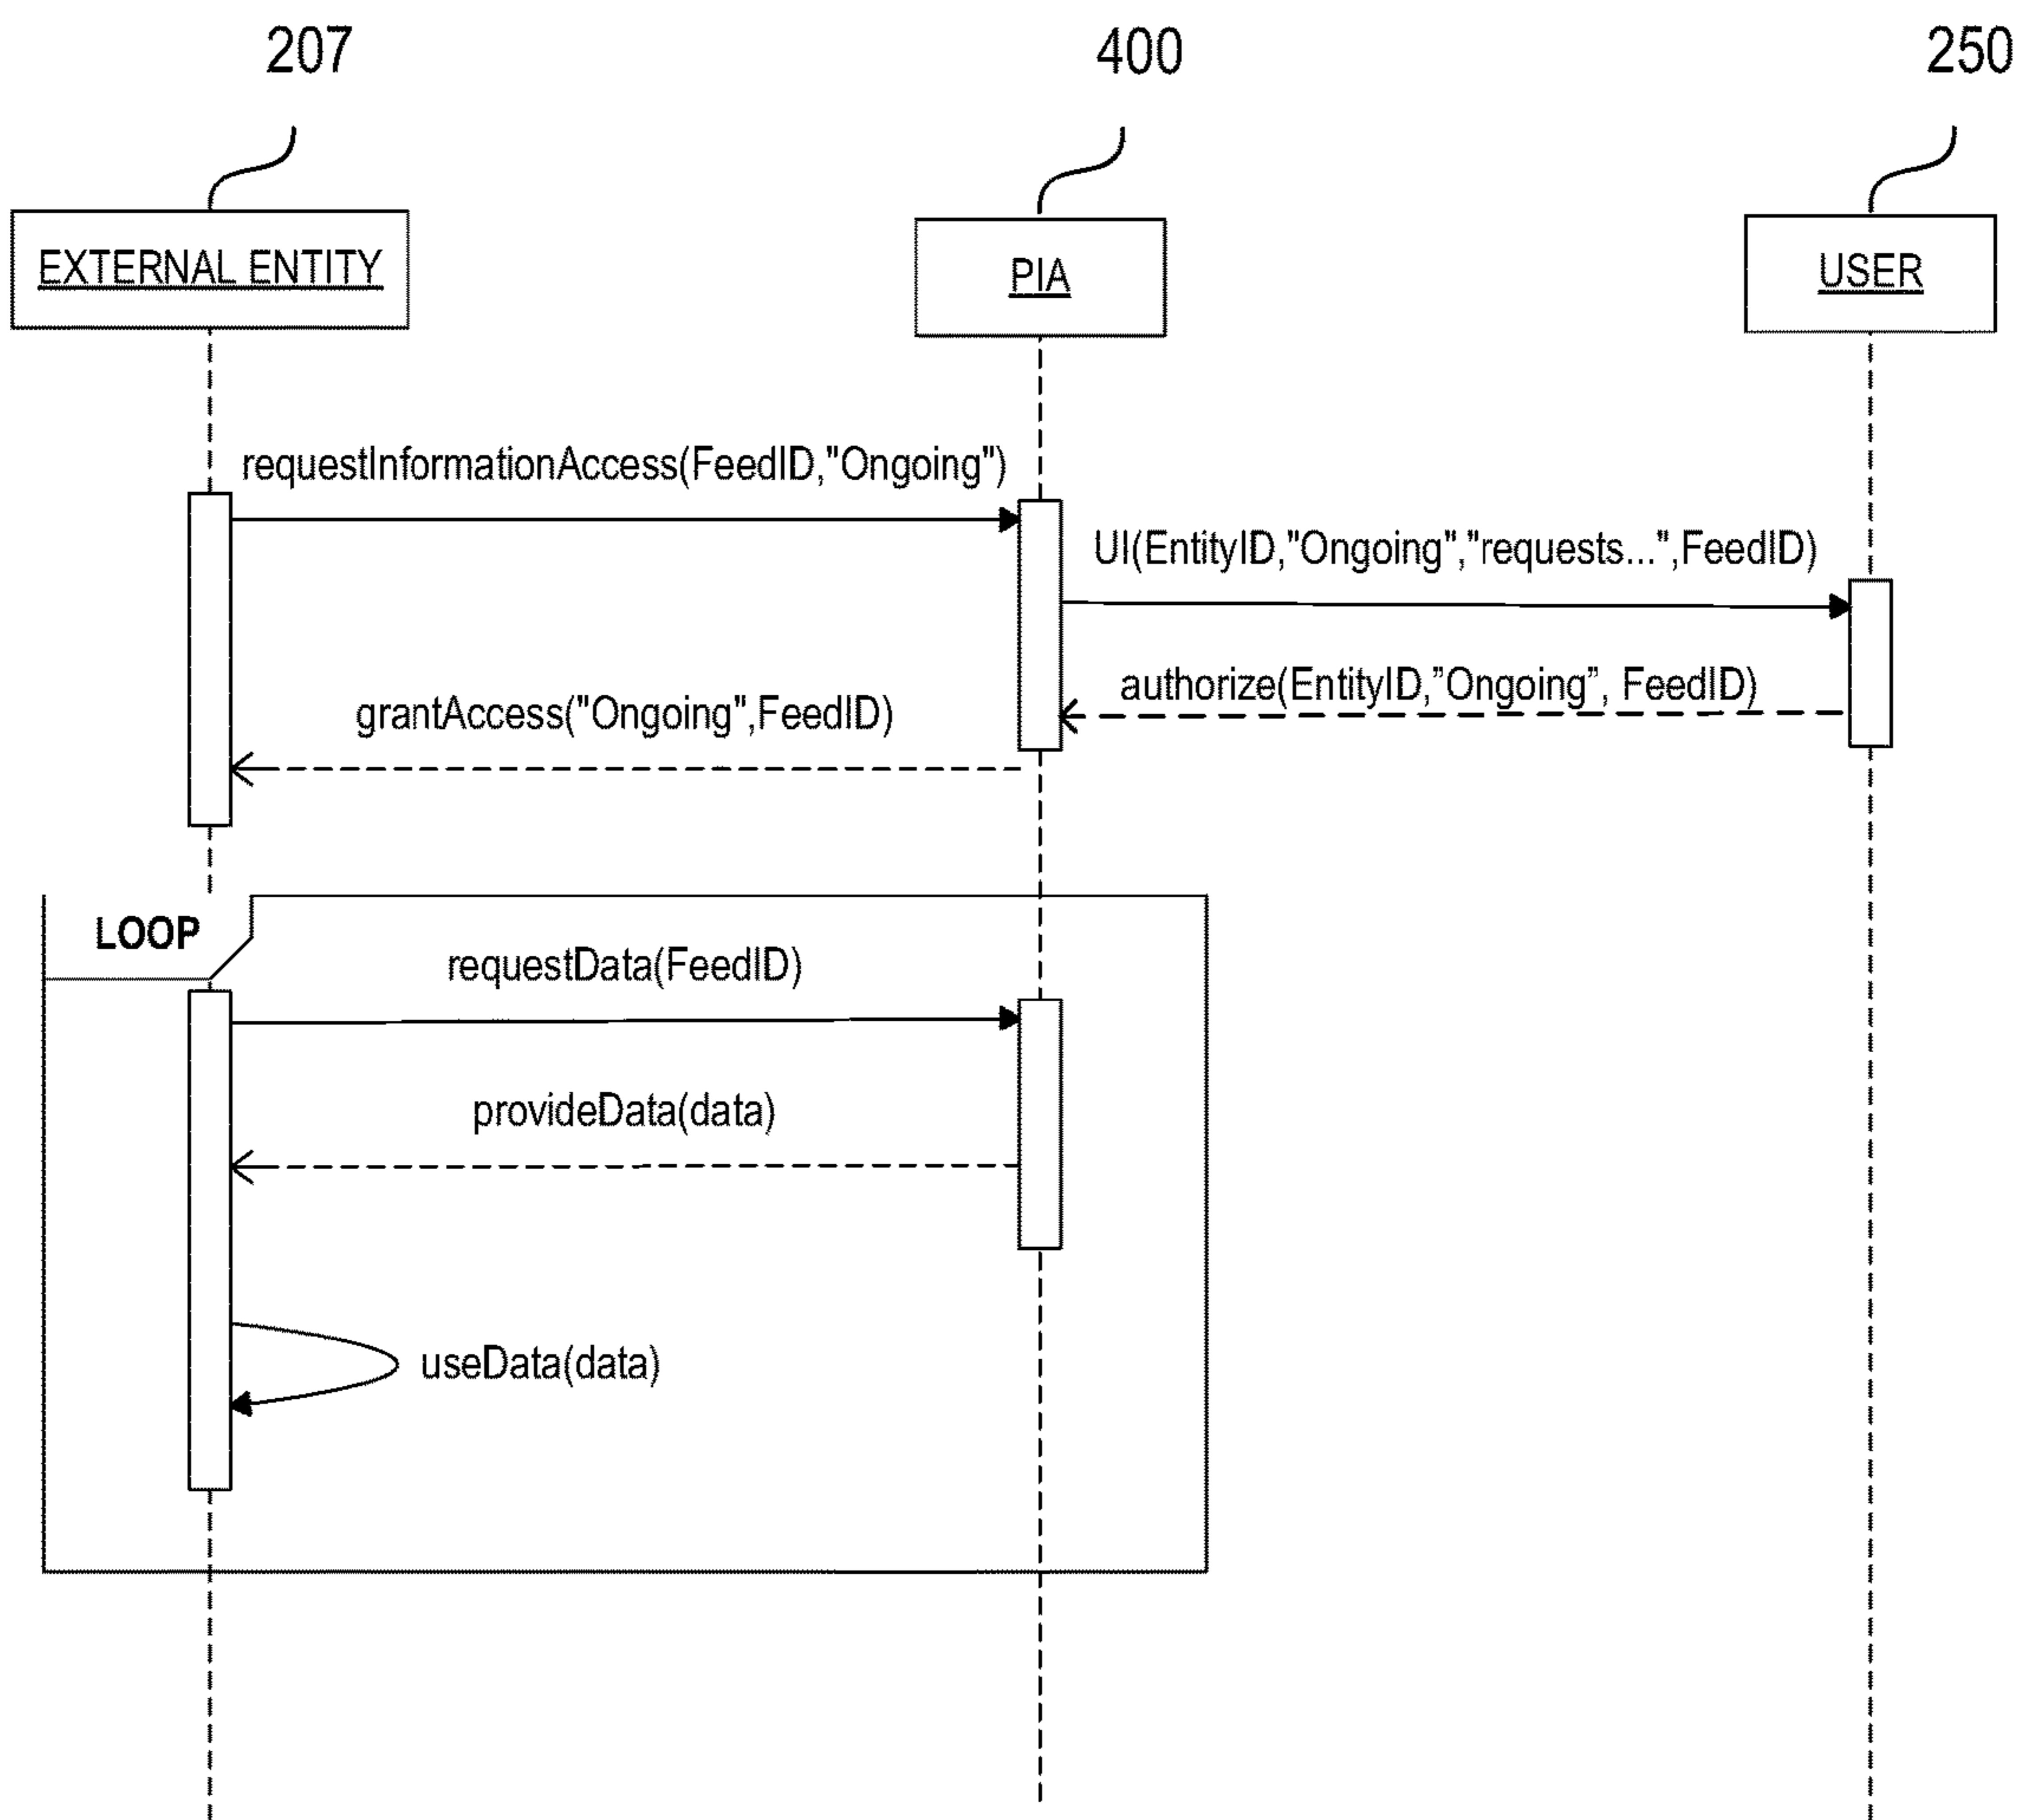 207
400
250
EXTERNAL ENTITY
PIA
USER
requestInformationAccess(FeedID,"Ongoing")
UI(EntityID,"Ongoing","requests...",FeedID)
authorize(EntityID,"Ongoing", FeedID)
grantAccess("Ongoing",FeedID)
LOOP
requestData(FeedID)
provideData(data)
useData(data)